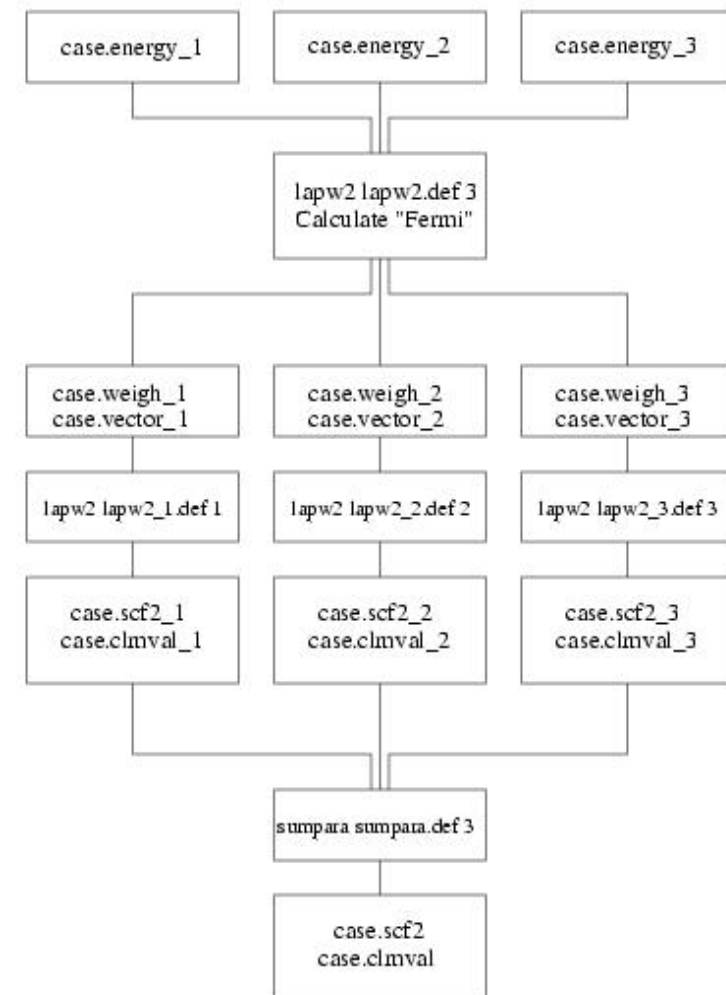 case.energy_1
case.energy_2
case.energy_3
lapw2 lapw2.def 3
Calculate "Fermi"
case.weigh_1
case.vector_1
case.weigh_2
case.vector_2
case.weigh_3
case.vector_3
lapw2 lapw2_1.def 1
lapw2 lapw2_2.def 2
lapw2 lapw2_3.def 3
case.scf2_1
case.clmval_1
case.scf2_2
case.clmval_2
case.scf2_3
case.clmval_3
sumpara sumpara.def 3
case.scf2
case.clmval